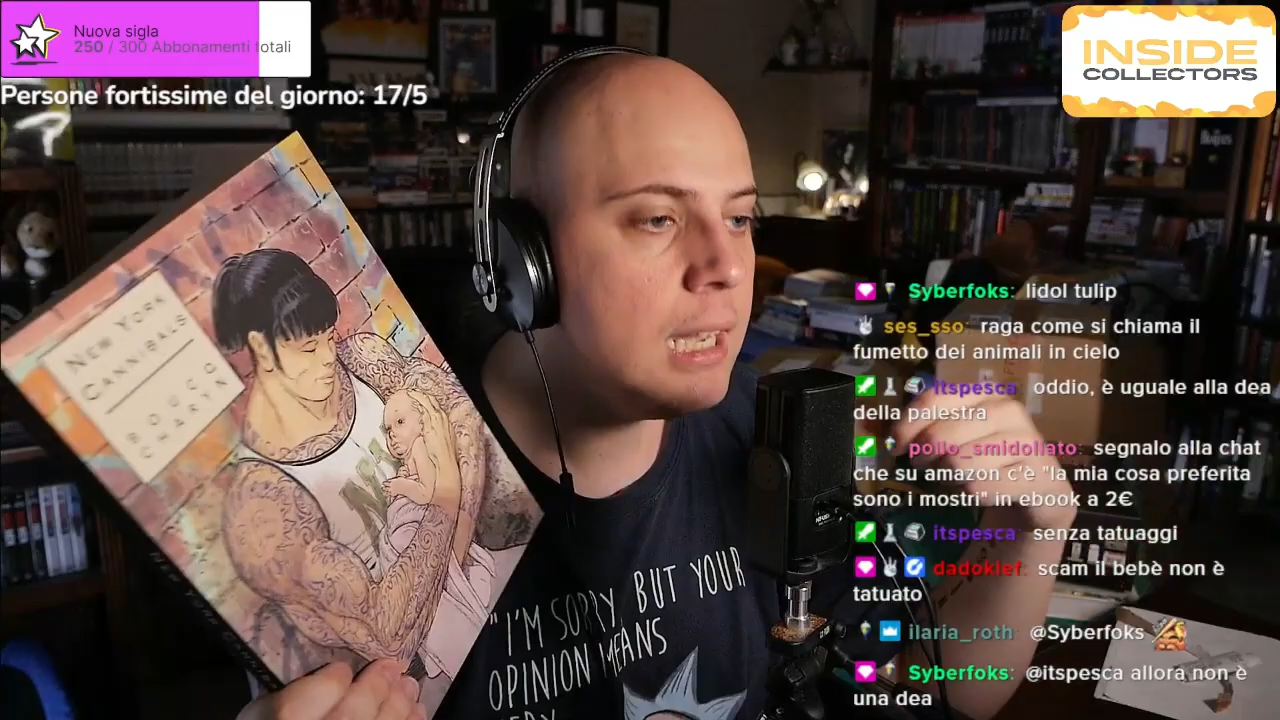 Nuova sigla
250 / 300 Abbonamenti totali
Persone fortissime del giorno: 17/5
INSIDE
COLLECTORS
NEW YORK
CANNIBALS
BOUCQ
CHARYN
"I'M SORRY, BUT YOUR
OPINION MEANS
VERY
Syberfoks: lidol tulip
ses_sso: raga come si chiama il
fumetto dei animali in cielo
itspesca: oddio, è uguale alla dea
della palestra
pollo_smidollato: segnalo alla chat
che su amazon c'è "la mia cosa preferita
sono i mostri" in ebook a 2€
itspesca: senza tatuaggi
dadoklef: scam il bebè non è
tatuato
ilaria_roth: @Syberfoks
Syberfoks: @itspesca allora non è
una dea